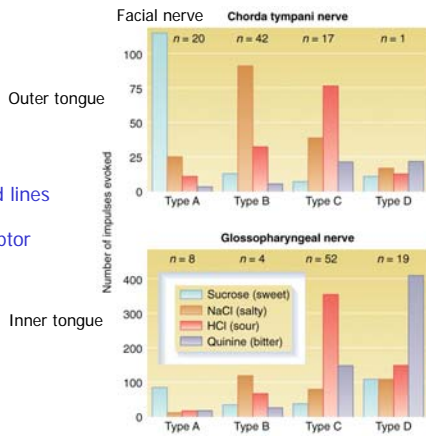 Facial nerve
Chorda tympani nerve
n = 20 n = 42 n = 17 n = 1
100
75
50
25
0
Outer tongue
Type A Type B Type C Type D
d lines
ptor
Number of impulses evoked
Glossopharyngeal nerve
n = 8 n = 4 n = 52 n = 19
400
300
200
100
0
Sucrose (sweet)
NaCl (salty)
HCl (sour)
Quinine (bitter)
Inner tongue
Type A Type B Type C Type D